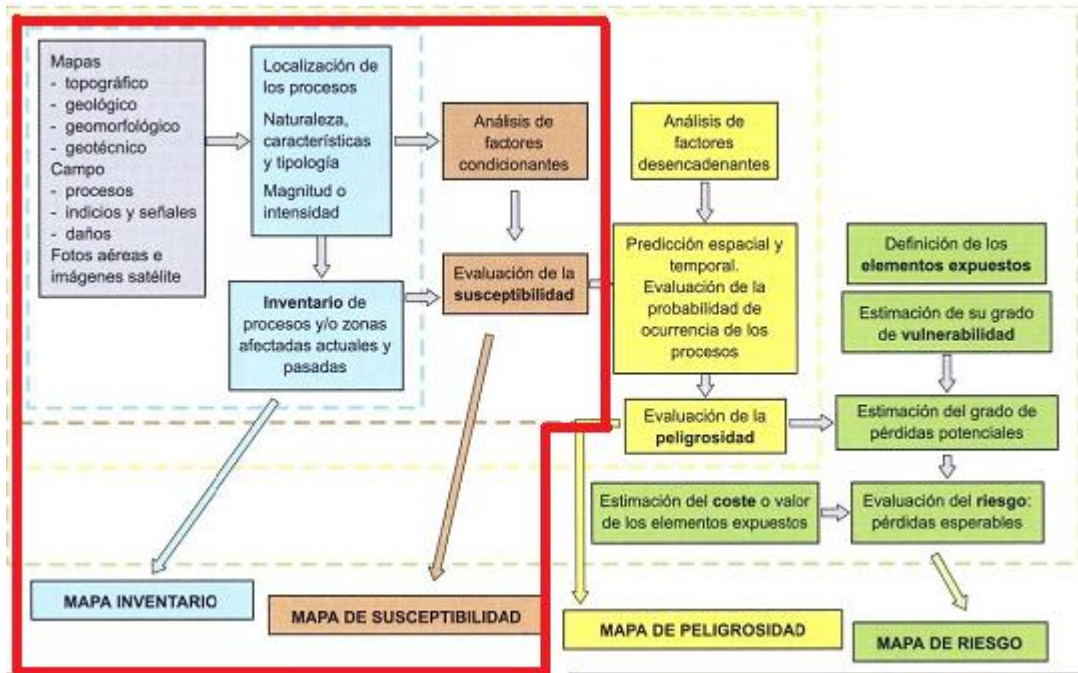 Mapas
- topográfico
- geológico
- geomorfológico
- geotécnico
Campo
- procesos
- indicios y señales
- daños
Fotos aéreas e
imágenes satélite
Localización de
los procesos
Naturaleza,
características
y tipología
Magnitud o
intensidad
Inventario de
procesos y/o zonas
afectadas actuales y
pasadas
Análisis de
factores
condicionantes
Evaluación de la
susceptibilidad
Análisis de
factores
desencadenantes
Predicción espacial y
temporal.
Evaluación de la
probabilidad de
ocurrencia de los
procesos
Evaluación de la
peligrosidad
Definición de los
elementos expuestos
Estimación de su grado
de vulnerabilidad
Estimación del grado de
pérdidas potenciales
Estimación del coste o valor
de los elementos expuestos
Evaluación del riesgo:
pérdidas esperables
MAPA INVENTARIO
MAPA DE SUSCEPTIBILIDAD
MAPA DE PELIGROSIDAD
MAPA DE RIESGO